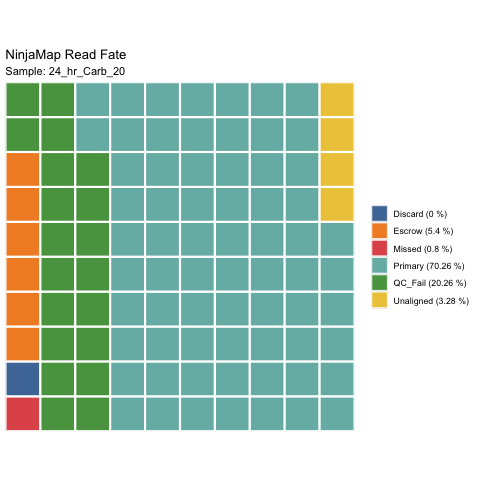 NinjaMap Read Fate
Sample: 24_hr_Carb_20
Discard (0 %)
Escrow (5.4 %)
Missed (0.8 %)
Primary (70.26 %)
QC_Fail (20.26 %)
Unaligned (3.28 %)